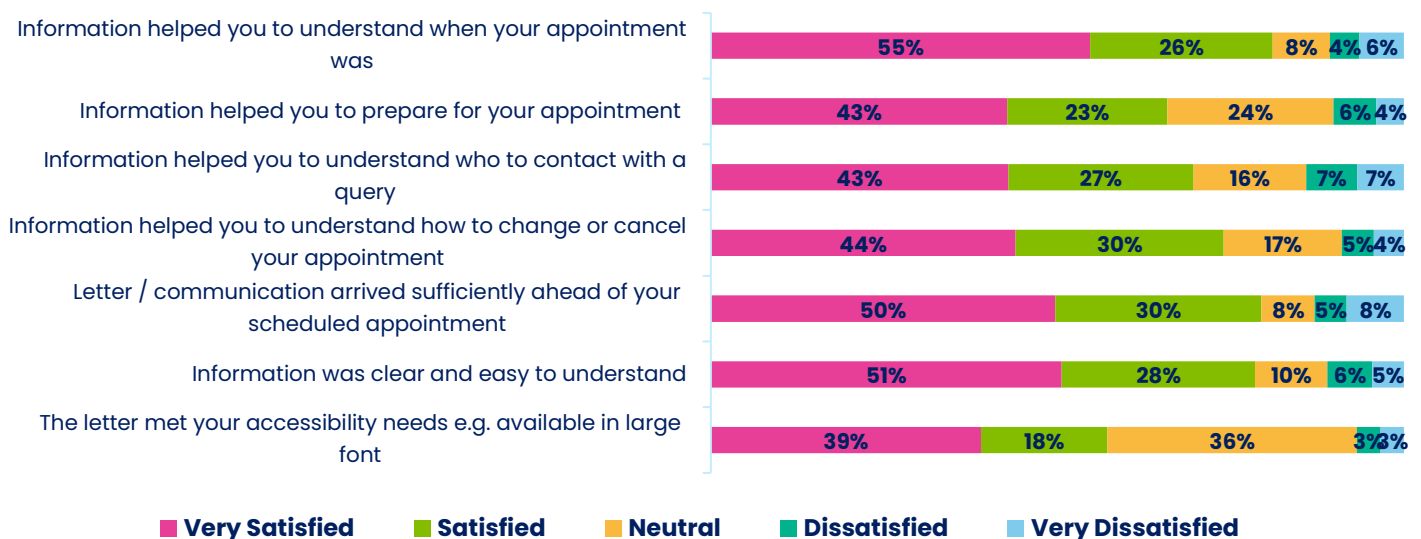 Information helped you to understand when your appointment
was
55% 26% 8% 4% 6%
Information helped you to prepare for your appointment
43% 23% 24% 6% 4%
Information helped you to understand who to contact with a
query
43% 27% 16% 7% 7%
Information helped you to understand how to change or cancel
your appointment
44% 30% 17% 5% 4%
Letter / communication arrived sufficiently ahead of your
scheduled appointment
50% 30% 8% 5% 8%
Information was clear and easy to understand
51% 28% 10% 6% 5%
The letter met your accessibility needs e.g. available in large
font
39% 18% 36% 3% 3%
Very Satisfied Satisfied Neutral Dissatisfied Very Dissatisfied